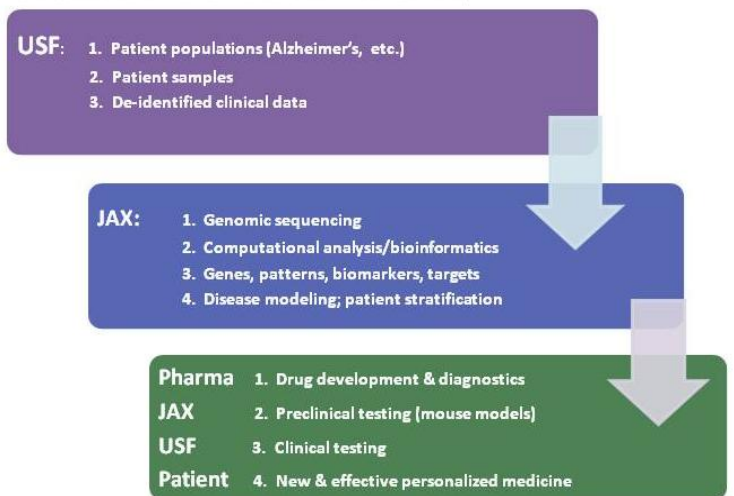 USF: 1. Patient populations (Alzheimer's, etc.)
2. Patient samples
3. De-identified clinical data
JAX: 1. Genomic sequencing
2. Computational analysis/bioinformatics
3. Genes, patterns, biomarkers, targets
4. Disease modeling; patient stratification
Pharma 1. Drug development & diagnostics
JAX 2. Preclinical testing (mouse models)
USF 3. Clinical testing
Patient 4. New & effective personalized medicine